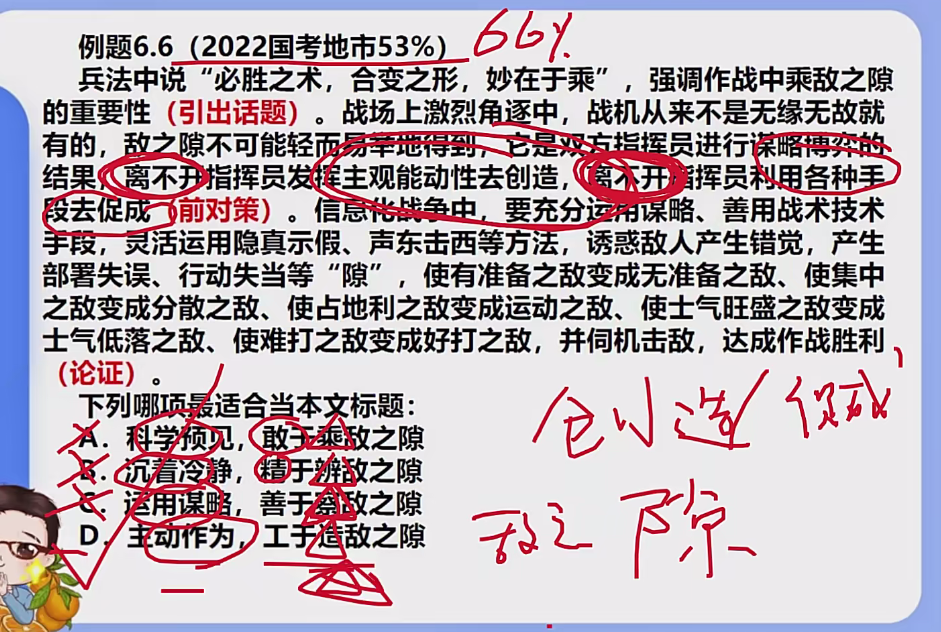 例题6.6（2022国考地市53%） 66%
兵法中说“必胜之术，合变之形，妙在于乘”，强调作战中乘敌之隙
的重要性（引出话题）。战场上激烈角逐中，战机从来不是无缘无故就
有的，敌之隙不可能轻而易举地得到，它是双方指挥员进行谋略博弈的
结果，离不开指挥员发挥主观能动性去创造，离不开指挥员利用各种手
段去促成（前对策）。信息化战争中，要充分运用谋略、善用战术技术
手段，灵活运用隐真示假、声东击西等方法，诱惑敌人产生错觉，产生
部署失误、行动失当等“隙”，使有准备之敌变成无准备之敌、使集中
之敌变成分散之敌、使占地利之敌变成运动之敌、使士气旺盛之敌变成
士气低落之敌、使难打之敌变成好打之敌，并伺机击敌，达成作战胜利
（论证）。
下列哪项最适合当本文标题：
A．科学预见，敢于乘敌之隙
B．沉着冷静，精于辨敌之隙
C．运用谋略，善于察敌之隙
D．主动作为，工于造敌之隙
创造/促成
敌之隙